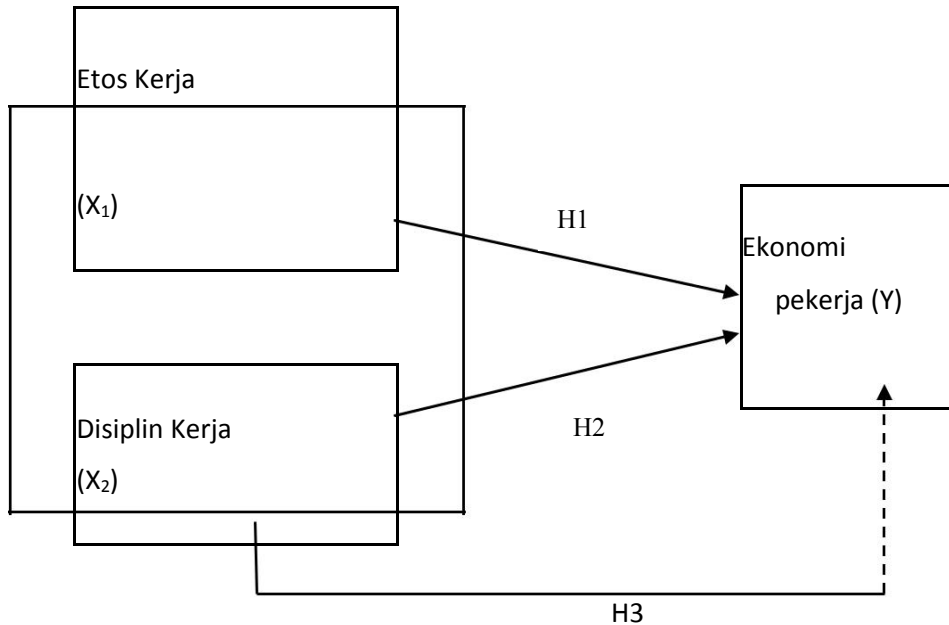 Etos Kerja
(X₁)
H1
Ekonomi
pekerja (Y)
Disiplin Kerja
(X₂)
H2
H3